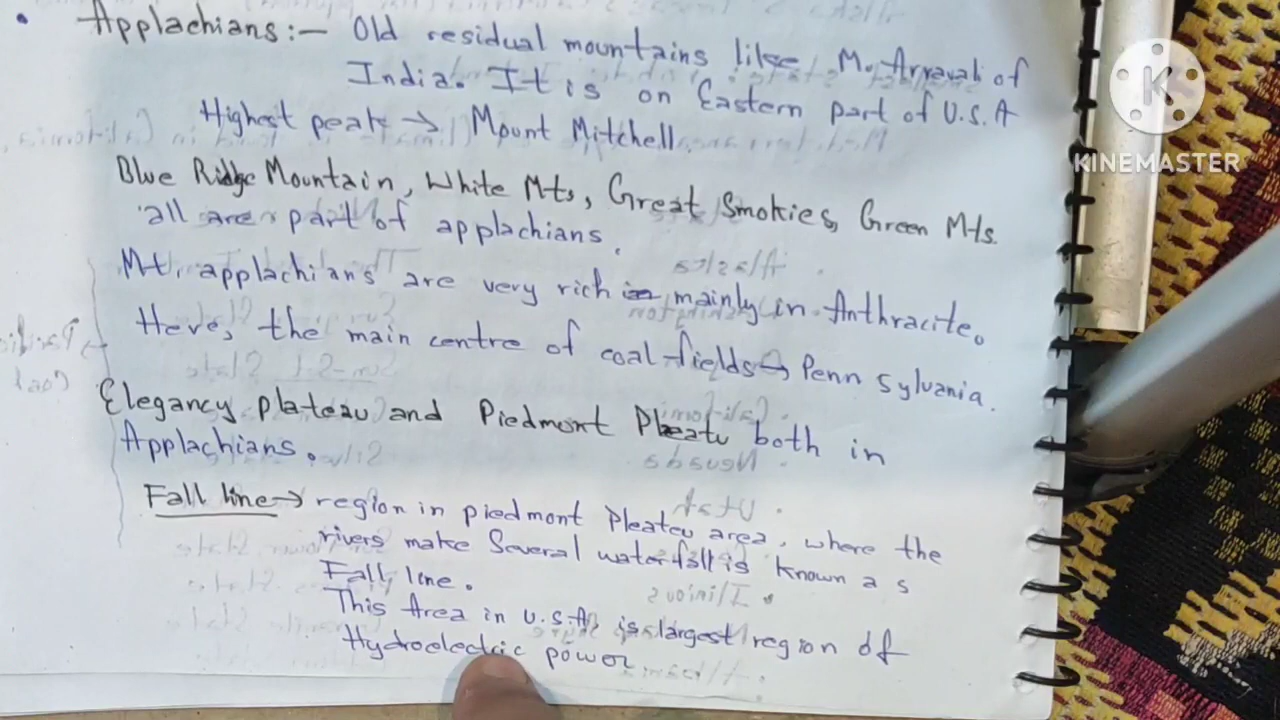 • Applachians:— Old residual mountains like M. Arravali of
India. It is on Eastern part of U.S.A
Highest peak → Mount Mitchell.
Blue Ridge Mountain, White Mts, Great Smokies, Green Mts.
all are part of applachians.
Mt. applachians are very rich mainly in Anthracite.
Here, the main centre of coal-fields → Penn sylvania.
Elegancy plateau and Piedmont Pleatu both in
Applachians.
Fall line → region in piedmont Pleateu area, where the
rivers make Several waterfall is known as
Fall line.
This Area in U.S.A. is largest region of
Hydroelectric power
KINEMASTER